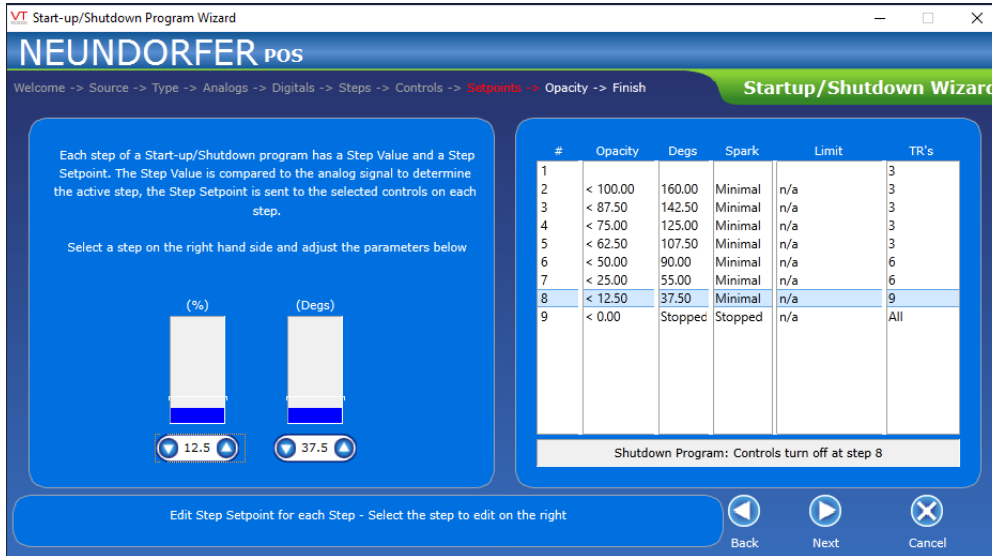 VT Start-up/Shutdown Program Wizard
NEUNDORFER POS
Welcome -> Source -> Type -> Analogs -> Digitals -> Steps -> Controls -> Setpoints -> Opacity -> Finish
Startup/Shutdown Wizard
Each step of a Start-up/Shutdown program has a Step Value and a Step
Setpoint. The Step Value is compared to the analog signal to determine
the active step, the Step Setpoint is sent to the selected controls on each
step.
Select a step on the right hand side and adjust the parameters below
(%) (Degs)
12.5 37.5
# Opacity Degs Spark Limit TR's
1 3
2 < 100.00 160.00 Minimal n/a 3
3 < 87.50 142.50 Minimal n/a 3
4 < 75.00 125.00 Minimal n/a 3
5 < 62.50 107.50 Minimal n/a 3
6 < 50.00 90.00 Minimal n/a 6
7 < 25.00 55.00 Minimal n/a 6
8 < 12.50 37.50 Minimal n/a 9
9 < 0.00 Stopped Stopped n/a All
Shutdown Program: Controls turn off at step 8
Edit Step Setpoint for each Step - Select the step to edit on the right
Back Next Cancel